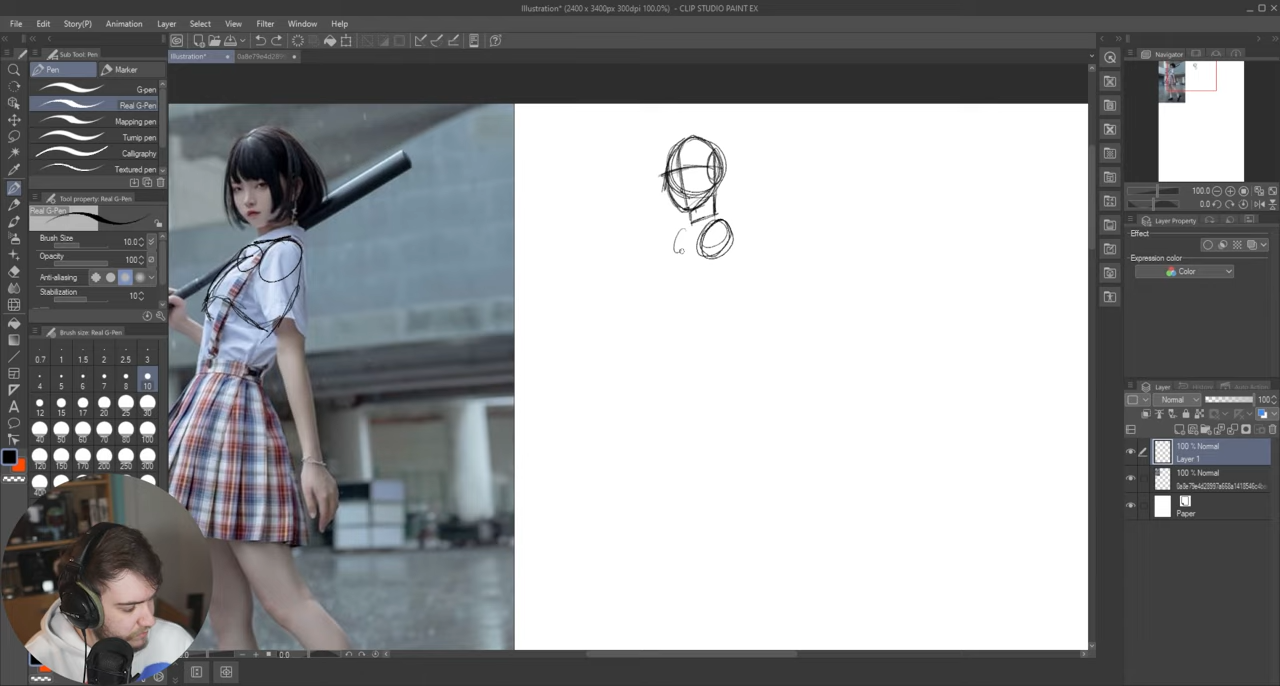 Illustration* (2400 x 3400px 300dpi 100.0%) - CLIP STUDIO PAINT EX
File Edit Story(P) Animation Layer Select View Filter Window Help
Sub Tool: Pen
Illustration*
Navigator
Pen Marker
G-pen
Real G-Pen
Mapping pen
Turnip pen
Calligraphy
Textured pen
Tool property: Real G-Pen
Real G-Pen
Brush Size 10.0
Opacity 100
Anti-aliasing
Stabilization 10
Brush size: Real G-Pen
0.7 1 1.5 2 2.5 3
4 5 6 7 8 10
12 15 17 20 25 30
40 50 60 70 80 100
120 150 170 200 250 300
100.0
0.0
Layer Property
Effect
Expression color
Color
Layer History Auto Action
Normal 100
100 % Normal
Layer 1
100 % Normal
Paper